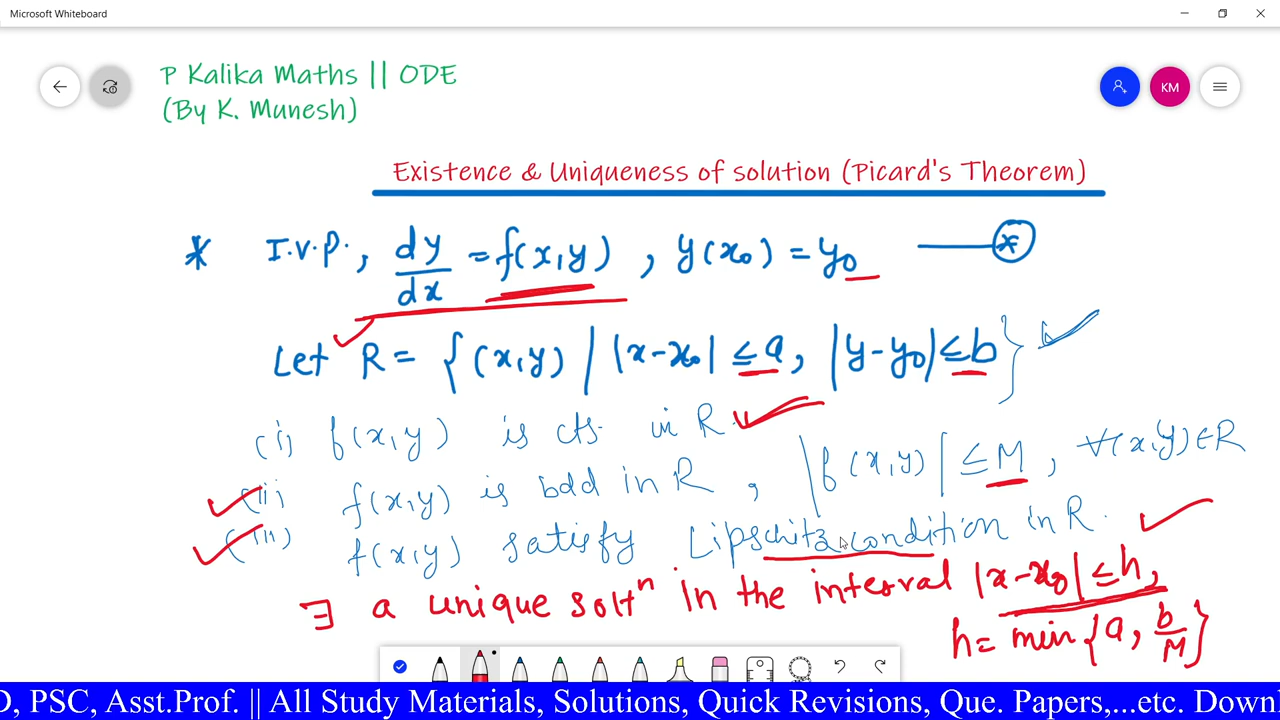 Microsoft Whiteboard
P Kalika Maths || ODE
(By K. Munesh)
KM
Existence & Uniqueness of solution (Picard's Theorem)
* I.V.P., dy/dx = f(x,y), y(x₀) = y₀ —— *
Let R = {(x,y) | |x-x₀| ≤ a, |y-y₀| ≤ b}
(i) f(x,y) is cts. in R.
(ii) f(x,y) is bdd in R, |f(x,y)| ≤ M, ∀(x,y) ∈ R
(iii) f(x,y) satisfy Lipschitz condition in R.
∃ a unique solⁿ in the interval |x-x₀| ≤ h,
h = min{a, b/M}
D, PSC, Asst.Prof. || All Study Materials, Solutions, Quick Revisions, Que. Papers,...etc. Down